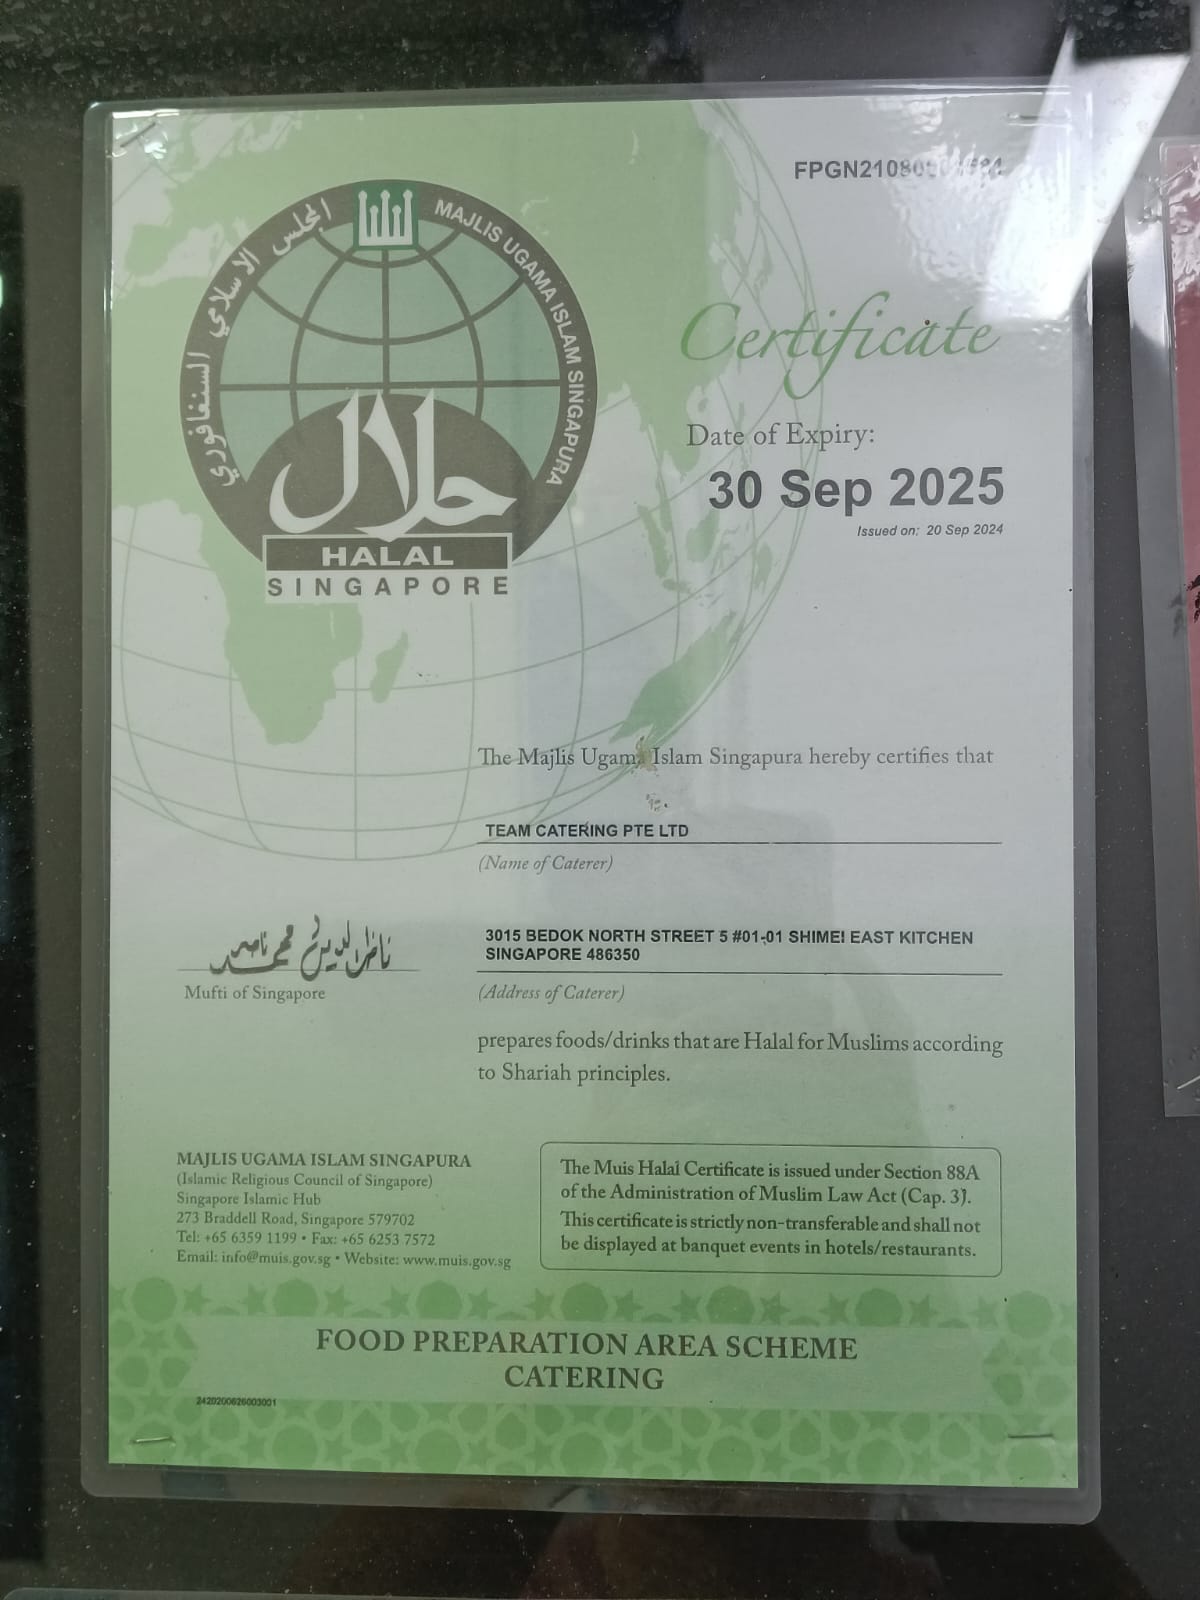 المجلس الاسلامي السنغافوري
MAJLIS UGAMA ISLAM SINGAPURA
حلال
HALAL
SINGAPORE
Certificate
Date of Expiry:
30 Sep 2025
Issued on: 20 Sep 2024
The Majlis Ugama Islam Singapura hereby certifies that
TEAM CATERING PTE LTD
(Name of Caterer)
3015 BEDOK NORTH STREET 5 #01-01 SHIMEI EAST KITCHEN
SINGAPORE 486350
(Address of Caterer)
Mufti of Singapore
prepares foods/drinks that are Halal for Muslims according
to Shariah principles.
MAJLIS UGAMA ISLAM SINGAPURA
(Islamic Religious Council of Singapore)
Singapore Islamic Hub
273 Braddell Road, Singapore 579702
Tel: +65 6359 1199 • Fax: +65 6253 7572
Email: info@muis.gov.sg • Website: www.muis.gov.sg
The Muis Halal Certificate is issued under Section 88A
of the Administration of Muslim Law Act (Cap. 3).
This certificate is strictly non-transferable and shall not
be displayed at banquet events in hotels/restaurants.
FOOD PREPARATION AREA SCHEME
CATERING
2420200626003001